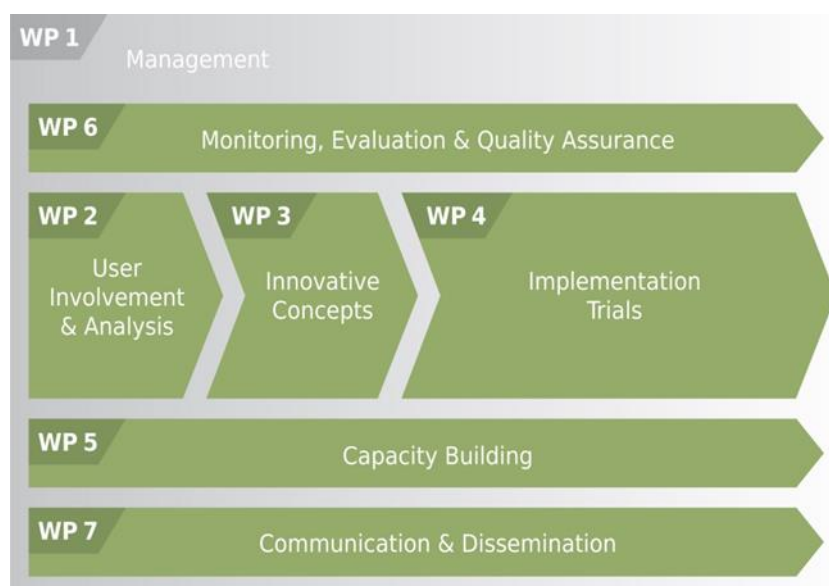 WP 1
Management
WP 6
Monitoring, Evaluation & Quality Assurance
WP 2
User
Involvement
& Analysis
WP 3
Innovative
Concepts
WP 4
Implementation
Trials
WP 5
Capacity Building
WP 7
Communication & Dissemination